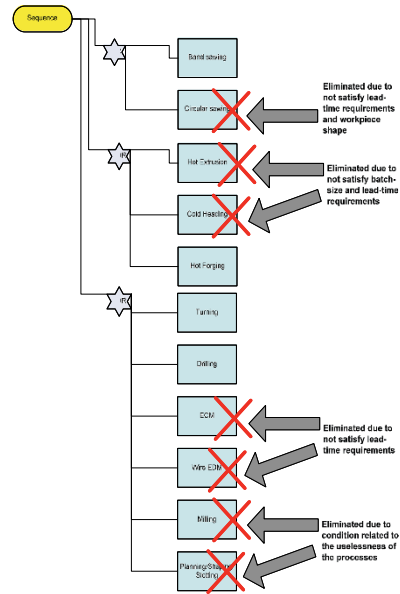 Sequence
Band sawing
Circular sawing
Eliminated due to
not satisfy lead-
time requirements
and workpiece
shape
(R
Hot Extrusion
Eliminated due to
not satisfy batch-
size and lead-time
requirements
Cold Heading
Hot Forging
(R
Turning
Drilling
ECM
Eliminated due to
not satisfy lead-
time requirements
Wire EDM
Milling
Eliminated due to
condition related to
the uselessness of
the processes
Planning/Shaping
Slotting